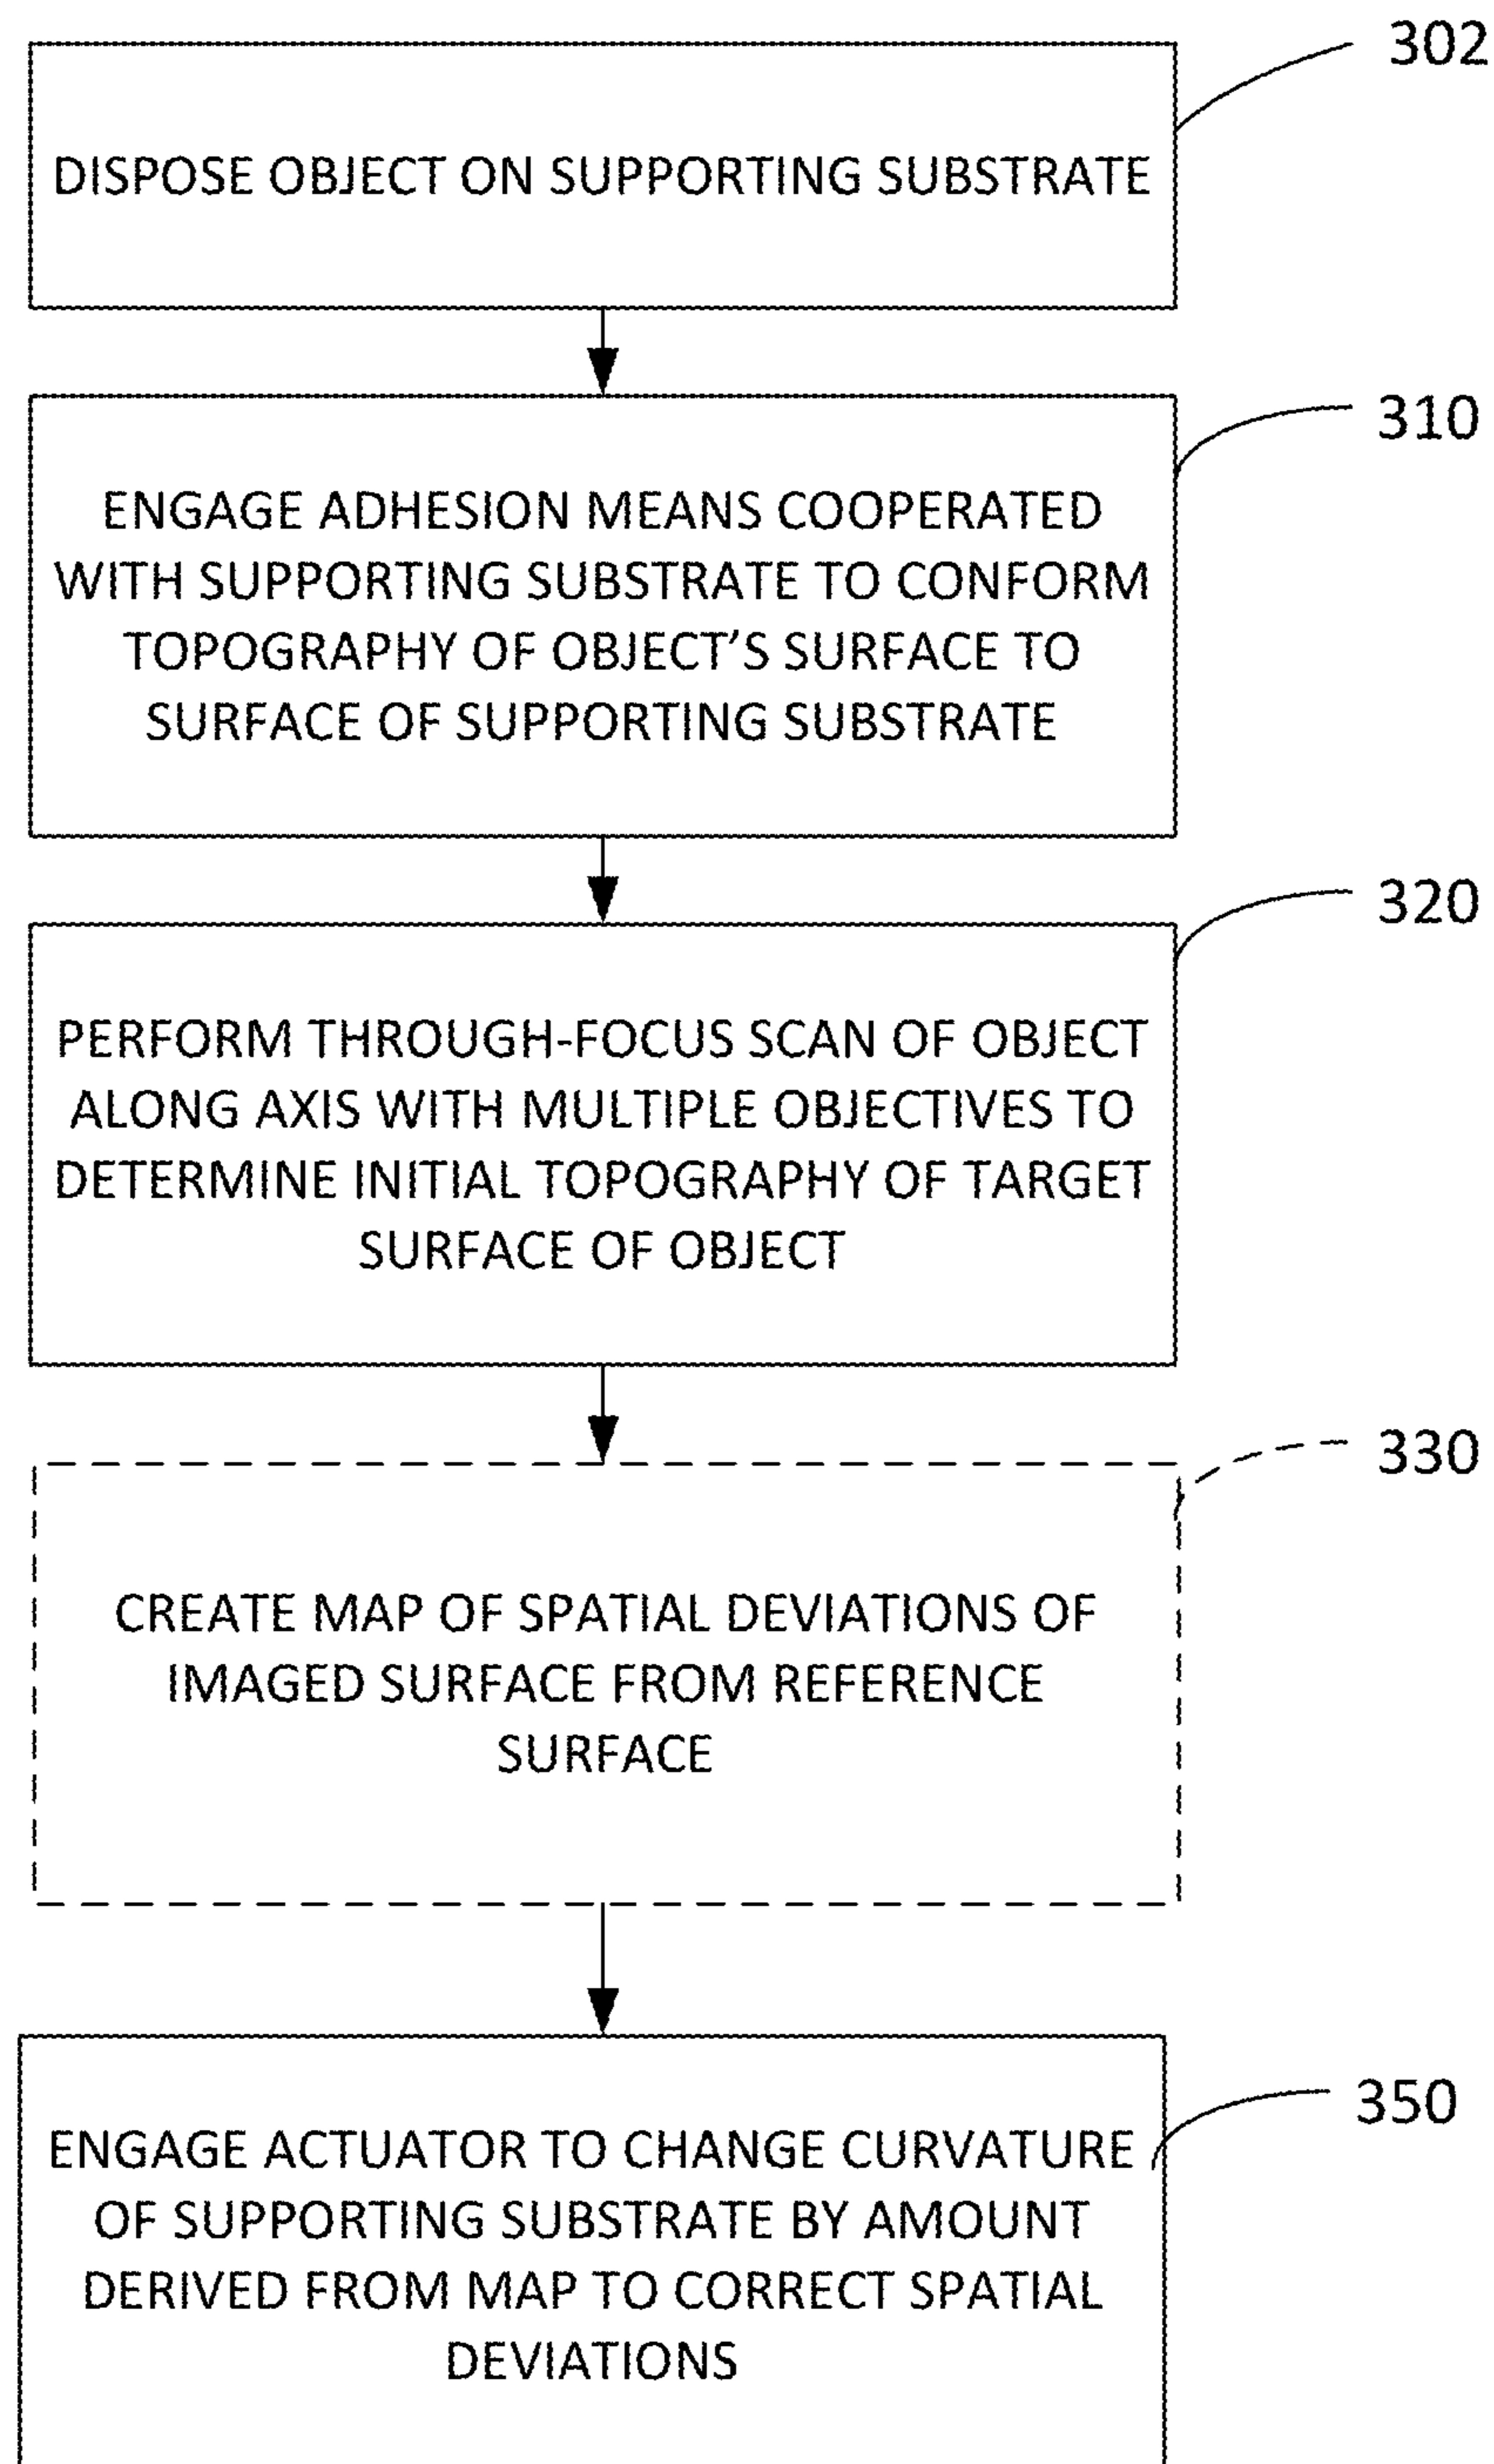 302
DISPOSE OBJECT ON SUPPORTING SUBSTRATE
310
ENGAGE ADHESION MEANS COOPERATED
WITH SUPPORTING SUBSTRATE TO CONFORM
TOPOGRAPHY OF OBJECT’S SURFACE TO
SURFACE OF SUPPORTING SUBSTRATE
320
PERFORM THROUGH-FOCUS SCAN OF OBJECT
ALONG AXIS WITH MULTIPLE OBJECTIVES TO
DETERMINE INITIAL TOPOGRAPHY OF TARGET
SURFACE OF OBJECT
330
CREATE MAP OF SPATIAL DEVIATIONS OF
IMAGED SURFACE FROM REFERENCE
SURFACE
350
ENGAGE ACTUATOR TO CHANGE CURVATURE
OF SUPPORTING SUBSTRATE BY AMOUNT
DERIVED FROM MAP TO CORRECT SPATIAL
DEVIATIONS